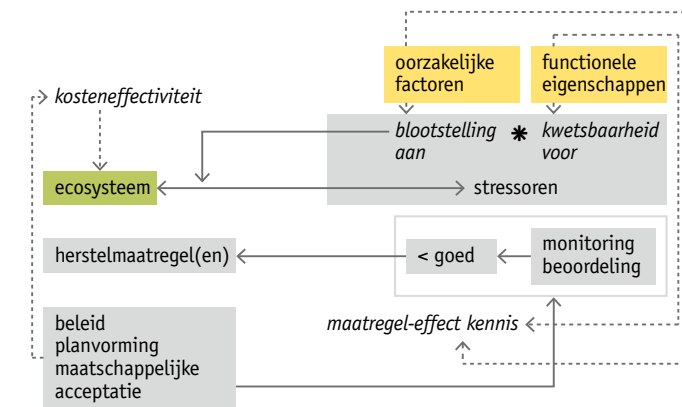 oorzakelijke
factoren
functionele
eigenschappen
kosteneffectiviteit
blootstelling
aan
*
kwetsbaarheid
voor
ecosysteem
stressoren
herstelmaatregel(en)
< goed
monitoring
beoordeling
beleid
planvorming
maatschappelijke
acceptatie
maatregel-effect kennis